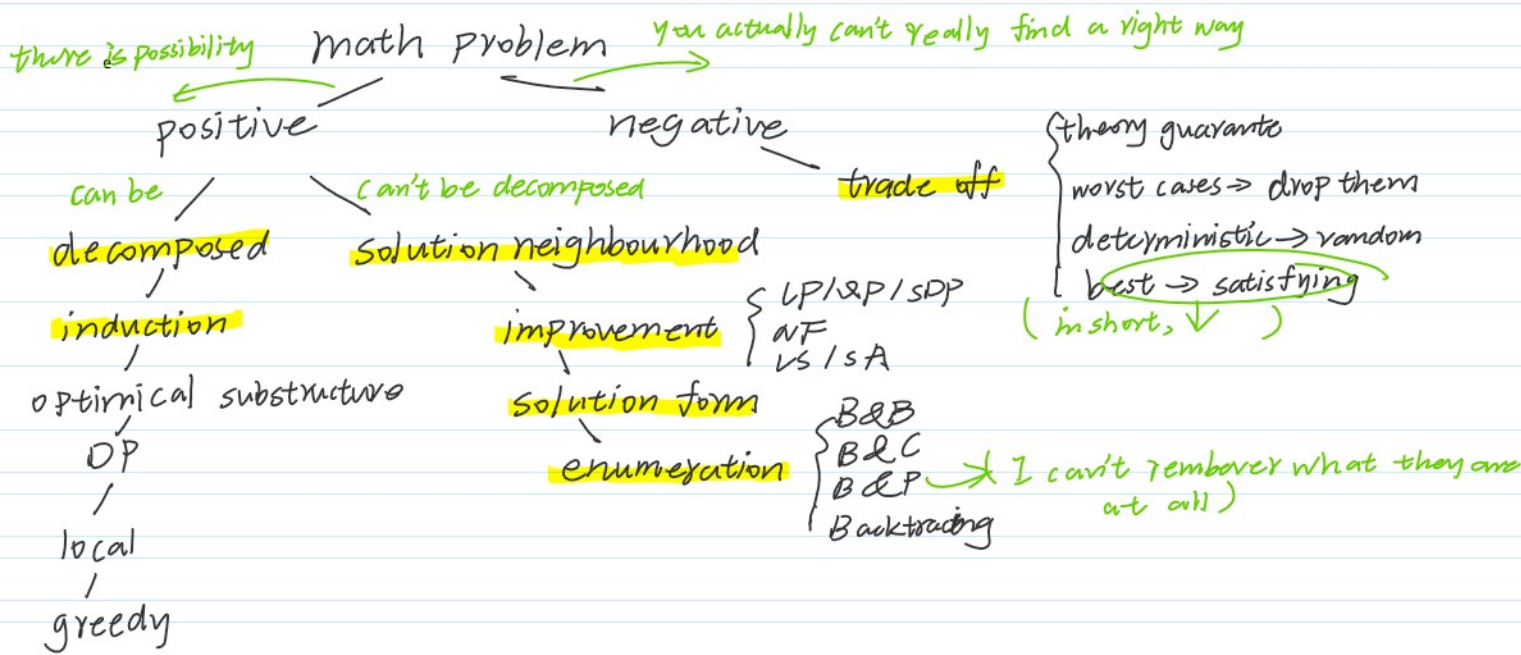 there is possibility
math problem
you actually can't really find a right way
positive
negative
can be
can't be decomposed
trade off
theory guarante
worst cases → drop them
deterministic → random
best → satisfying
(in short, ↓ )
decomposed
solution neighbourhood
induction
improvement
LP/QP/SDP
NF
LS/SA
optimical substructure
solution form
DP
enumeration
B&B
B&C
B&P
Backtracing
I can't rembover what they are
at all)
local
greedy